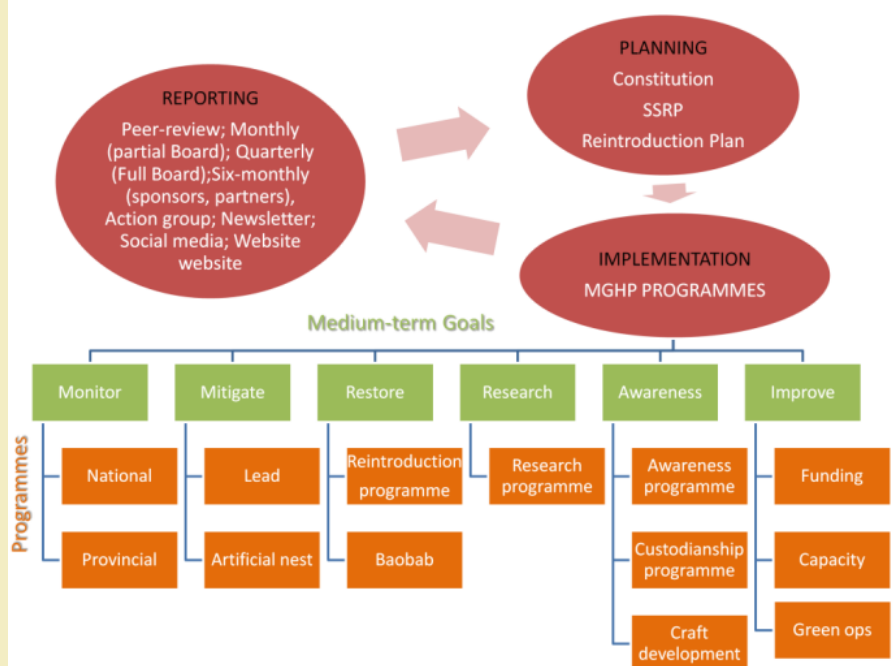 REPORTING
Peer-review; Monthly
(partial Board); Quarterly
(Full Board);Six-monthly
(sponsors, partners),
Action group; Newsletter;
Social media; Website
website
PLANNING
Constitution
SSRP
Reintroduction Plan
IMPLEMENTATION
MGHP PROGRAMMES
Medium-term Goals
Monitor
Mitigate
Restore
Research
Awareness
Improve
Programmes
National
Lead
Reintroduction
programme
Research
programme
Awareness
programme
Funding
Provincial
Artificial nest
Baobab
Custodianship
programme
Capacity
Craft
development
Green ops